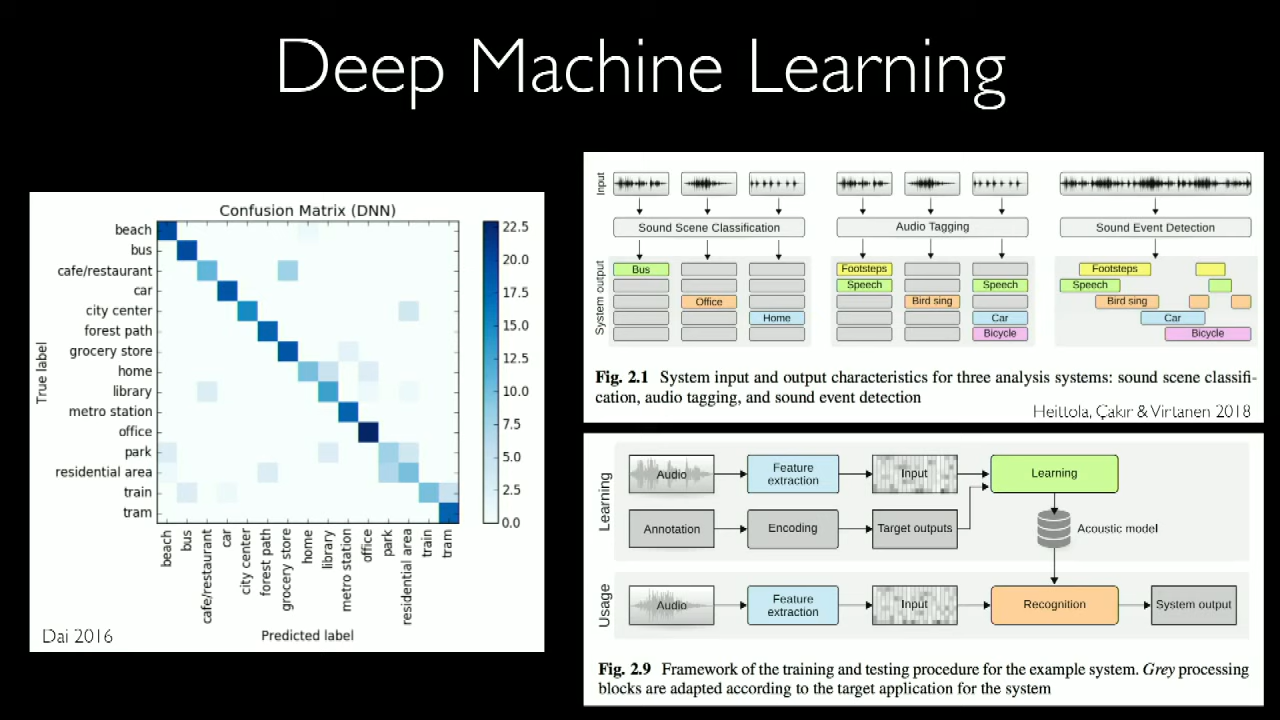 Deep Machine Learning
Confusion Matrix (DNN)
True label
beach
bus
cafe/restaurant
car
city center
forest path
grocery store
home
library
metro station
office
park
residential area
train
tram
22.5
20.0
17.5
15.0
12.5
10.0
7.5
5.0
2.5
0.0
beach
bus
cafe/restaurant
car
city center
forest path
grocery store
home
library
metro station
office
park
residential area
train
tram
Predicted label
Dai 2016
Input
Sound Scene Classification
Audio Tagging
Sound Event Detection
System output
Bus
Office
Home
Footsteps
Speech
Bird sing
Speech
Car
Bicycle
Footsteps
Speech
Bird sing
Car
Bicycle
Fig. 2.1 System input and output characteristics for three analysis systems: sound scene classifi-
cation, audio tagging, and sound event detection
Heittola, Çakır & Virtanen 2018
Learning
Audio
Feature extraction
Input
Learning
Annotation
Encoding
Target outputs
Acoustic model
Usage
Audio
Feature extraction
Input
Recognition
System output
Fig. 2.9 Framework of the training and testing procedure for the example system. Grey processing
blocks are adapted according to the target application for the system